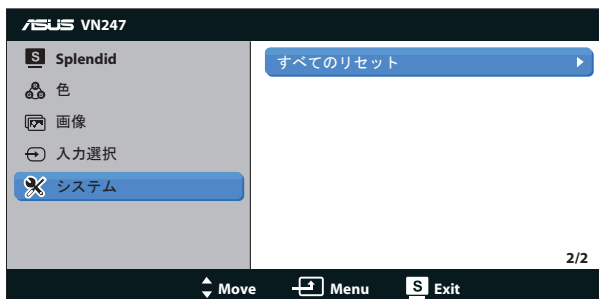 ASUS VN247
S Splendid
すべてのリセット
色
画像
入力選択
システム
2/2
Move Menu S Exit